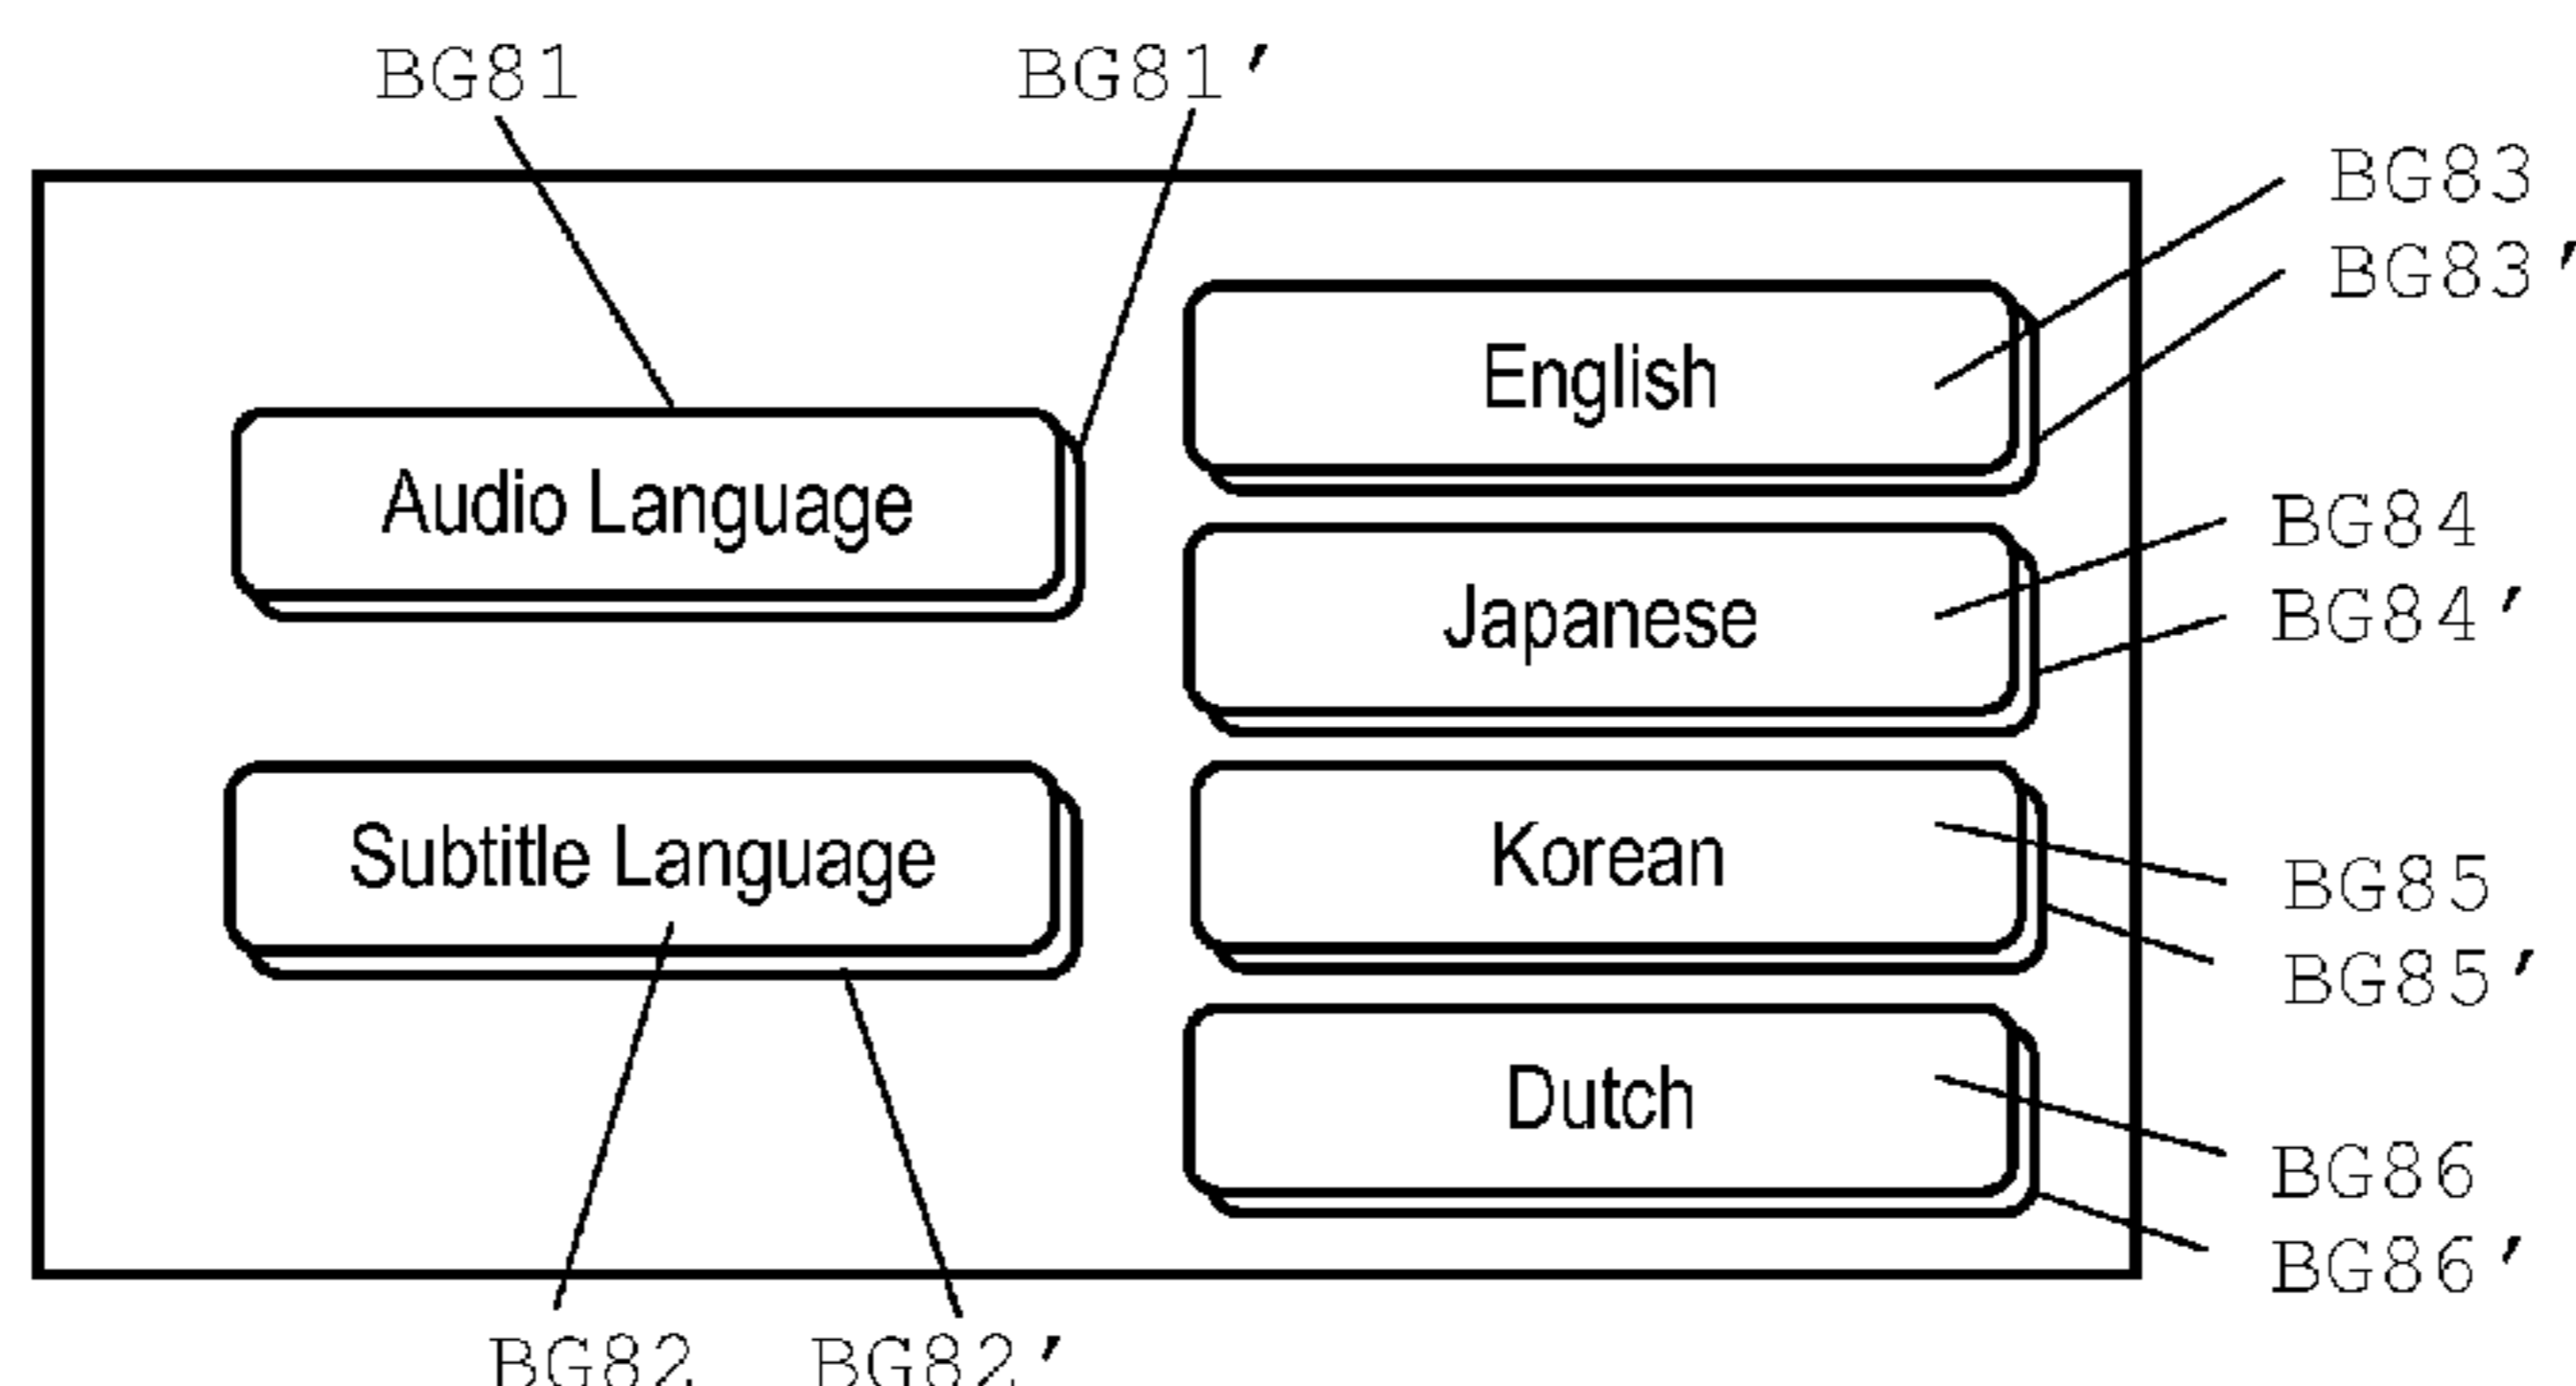 BG81 BG81'
BG83
BG83'
English
Audio Language
BG84
Japanese
BG84'
Subtitle Language
Korean
BG85
BG85'
Dutch
BG86
BG86'
BG82 BG82'